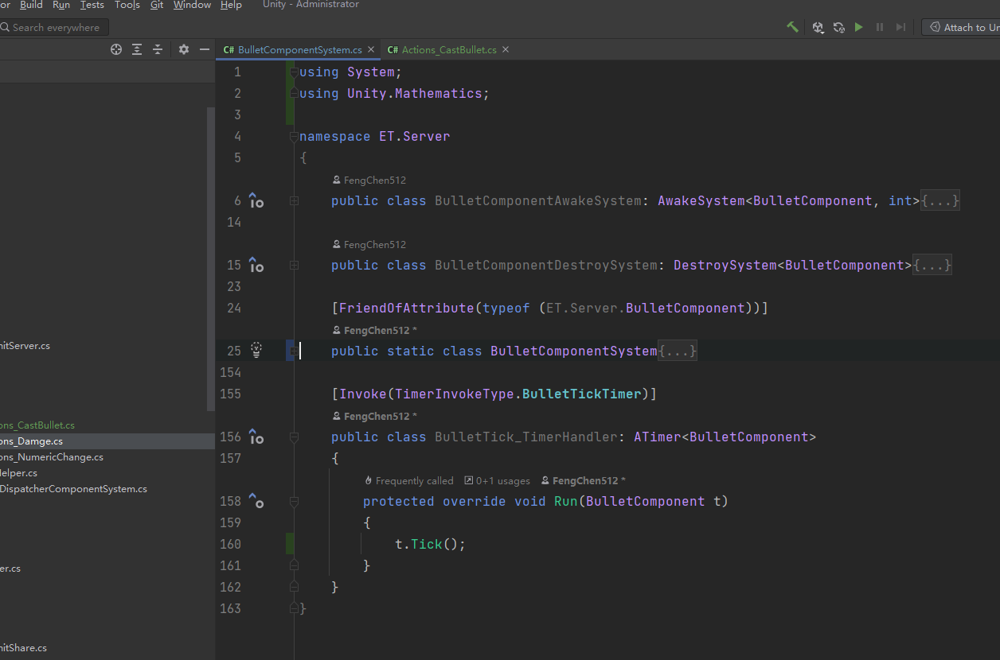 Build Run Tests Tools Git Window Help Unity - Administrator
Search everywhere
Attach to
C# BulletComponentSystem.cs
C# Actions_CastBullet.cs
1 using System;
2 using Unity.Mathematics;
3
4 namespace ET.Server
5 {
FengChen512
6 public class BulletComponentAwakeSystem: AwakeSystem<BulletComponent, int>{...}
14
FengChen512
15 public class BulletComponentDestroySystem: DestroySystem<BulletComponent>{...}
23
24 [FriendOfAttribute(typeof (ET.Server.BulletComponent))]
FengChen512 *
25 public static class BulletComponentSystem{...}
154
155 [Invoke(TimerInvokeType.BulletTickTimer)]
FengChen512 *
156 public class BulletTick_TimerHandler: ATimer<BulletComponent>
157 {
Frequently called 0+1 usages FengChen512 *
158 protected override void Run(BulletComponent t)
159 {
160 t.Tick();
161 }
162 }
163 }
nitServer.cs
ons_CastBullet.cs
ons_Damge.cs
ons_NumericChange.cs
Helper.cs
DispatcherComponentSystem.cs
er.cs
nitShare.cs